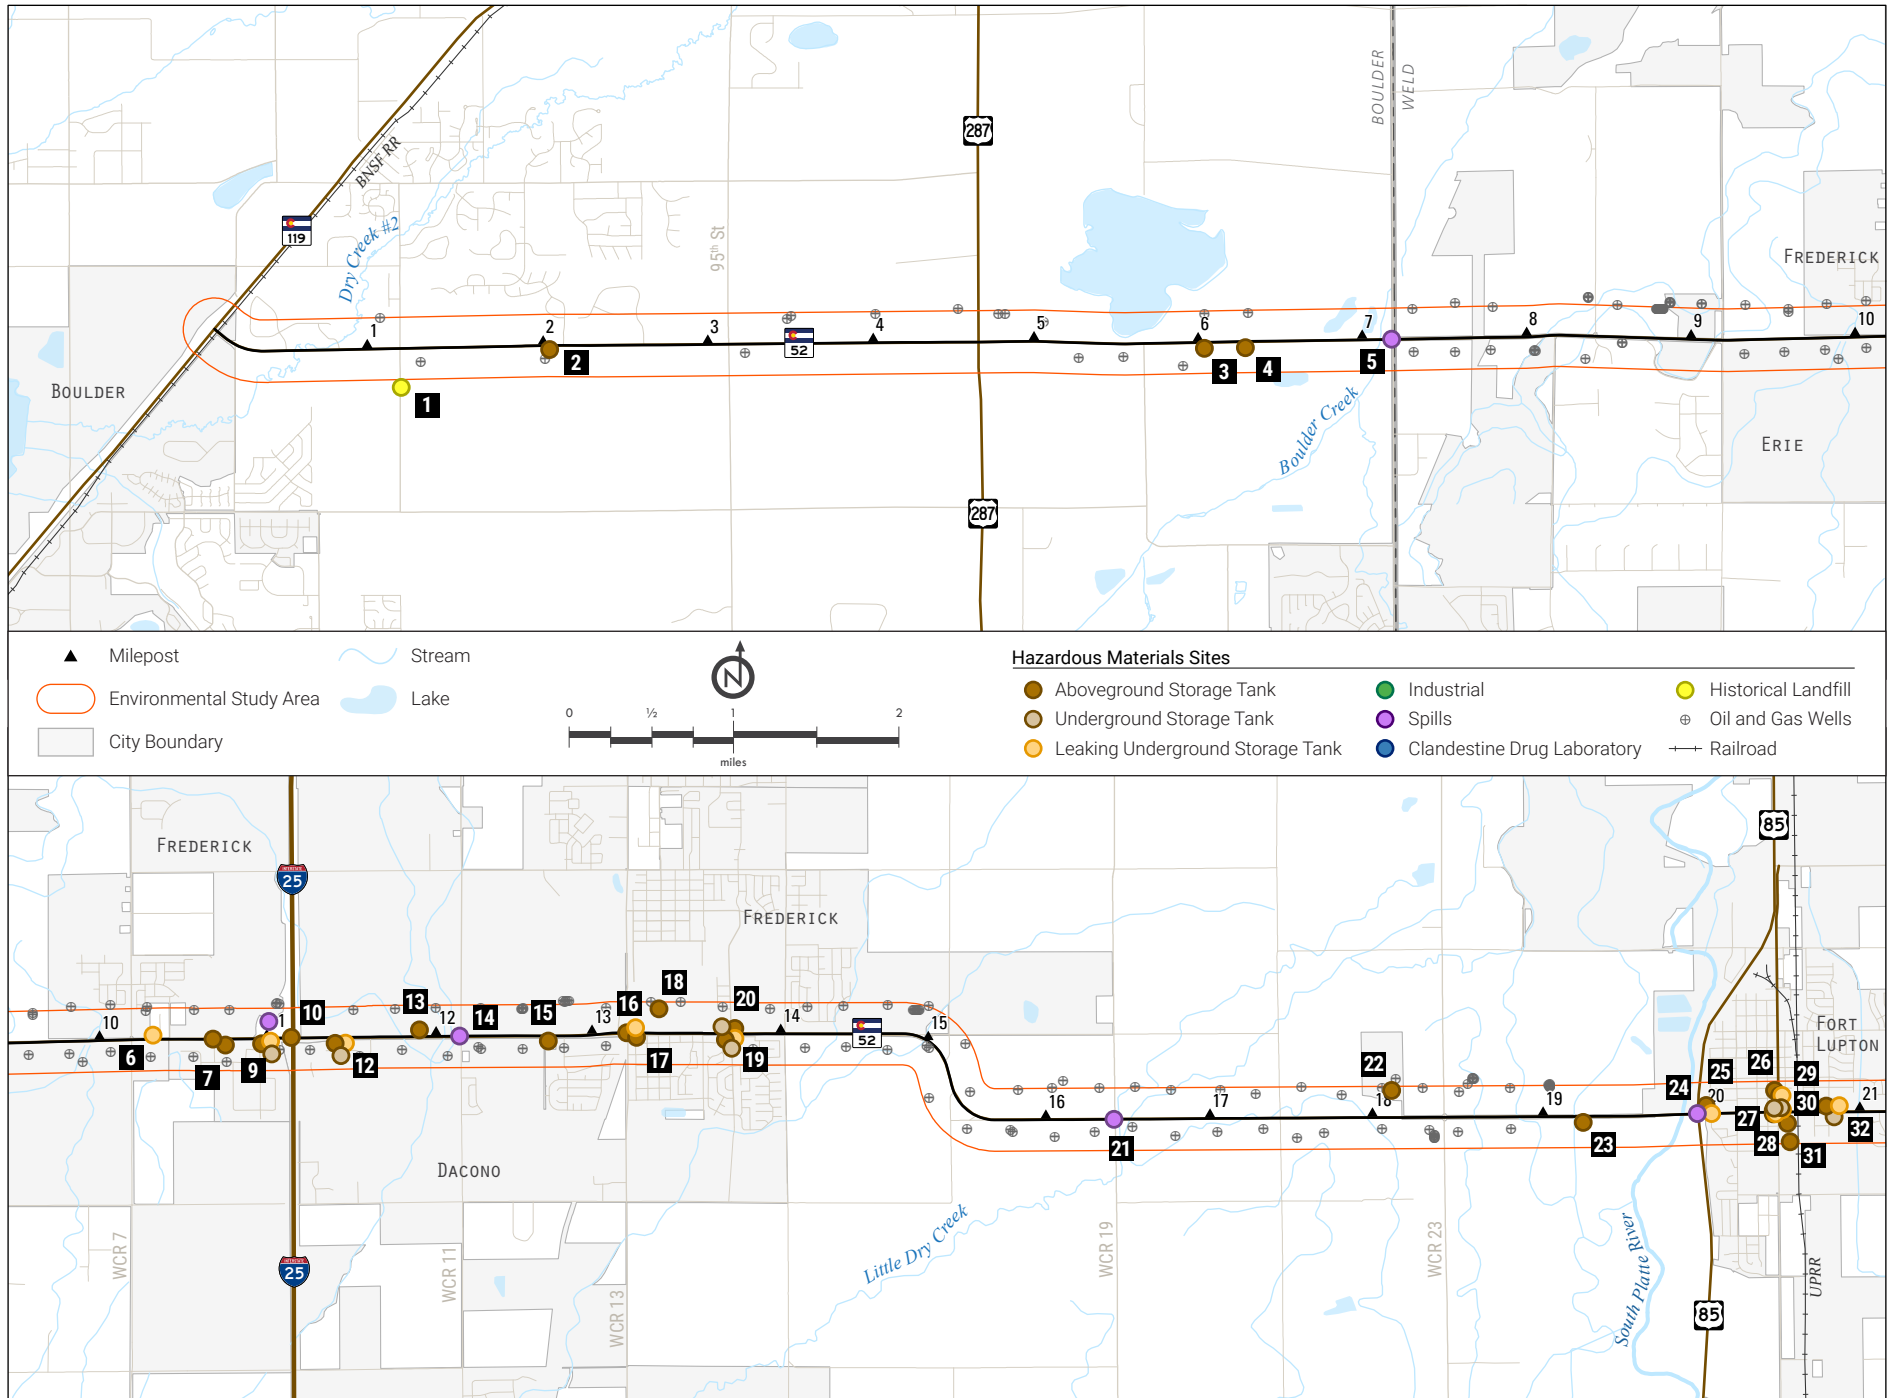 BOULDER
WELD
287
BNSF RR
119
Dry Creek #2
95th St
FREDERICK
1
2
3
4
5
6
7
8
9
10
52
2
3
4
5
1
BOULDER
Boulder Creek
ERIE
287
Milepost
Stream
Environmental Study Area
Lake
City Boundary
N
0
½
1
2
miles
Hazardous Materials Sites
Aboveground Storage Tank
Industrial
Historical Landfill
Underground Storage Tank
Spills
Oil and Gas Wells
Leaking Underground Storage Tank
Clandestine Drug Laboratory
Railroad
85
FREDERICK
INTERSTATE
25
FREDERICK
18
10
13
14
15
16
20
10
12
13
14
15
52
FORT
LUPTON
6
7
9
12
17
19
22
24
25
26
29
16
17
18
19
20
21
27
30
32
21
23
28
31
DACONO
Little Dry Creek
WCR 7
WCR 11
WCR 13
WCR 19
WCR 23
South Platte River
UPRR
INTERSTATE
25
85